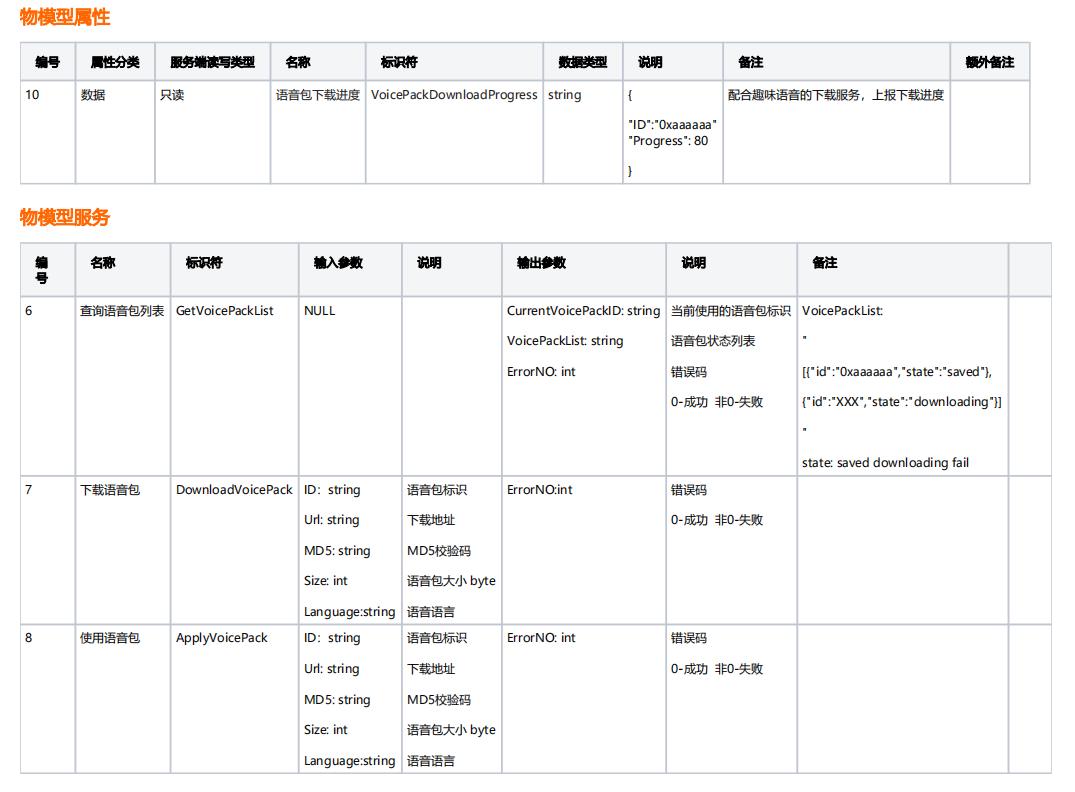 物模型属性
编号 属性分类 服务端读写类型 名称 标识符 数据类型 说明 备注 额外备注
10 数据 只读 语音包下载进度 VoicePackDownloadProgress string { 配合趣味语音的下载服务，上报下载进度
"ID":"0xaaaaaa"
"Progress": 80
}
物模型服务
编号 名称 标识符 输入参数 说明 输出参数 说明 备注
6 查询语音包列表 GetVoicePackList NULL CurrentVoicePackID: string 当前使用的语音包标识 VoicePackList:
VoicePackList: string 语音包状态列表 "
ErrorNO: int 错误码 [{"id":"0xaaaaaa","state":"saved"},
0-成功 非0-失败 {"id":"XXX","state":"downloading"}]
"
state: saved downloading fail
7 下载语音包 DownloadVoicePack ID：string 语音包标识 ErrorNO:int 错误码
Url: string 下载地址 0-成功 非0-失败
MD5: string MD5校验码
Size: int 语音包大小 byte
Language:string 语音语言
8 使用语音包 ApplyVoicePack ID：string 语音包标识 ErrorNO: int 错误码
Url: string 下载地址 0-成功 非0-失败
MD5: string MD5校验码
Size: int 语音包大小 byte
Language:string 语音语言